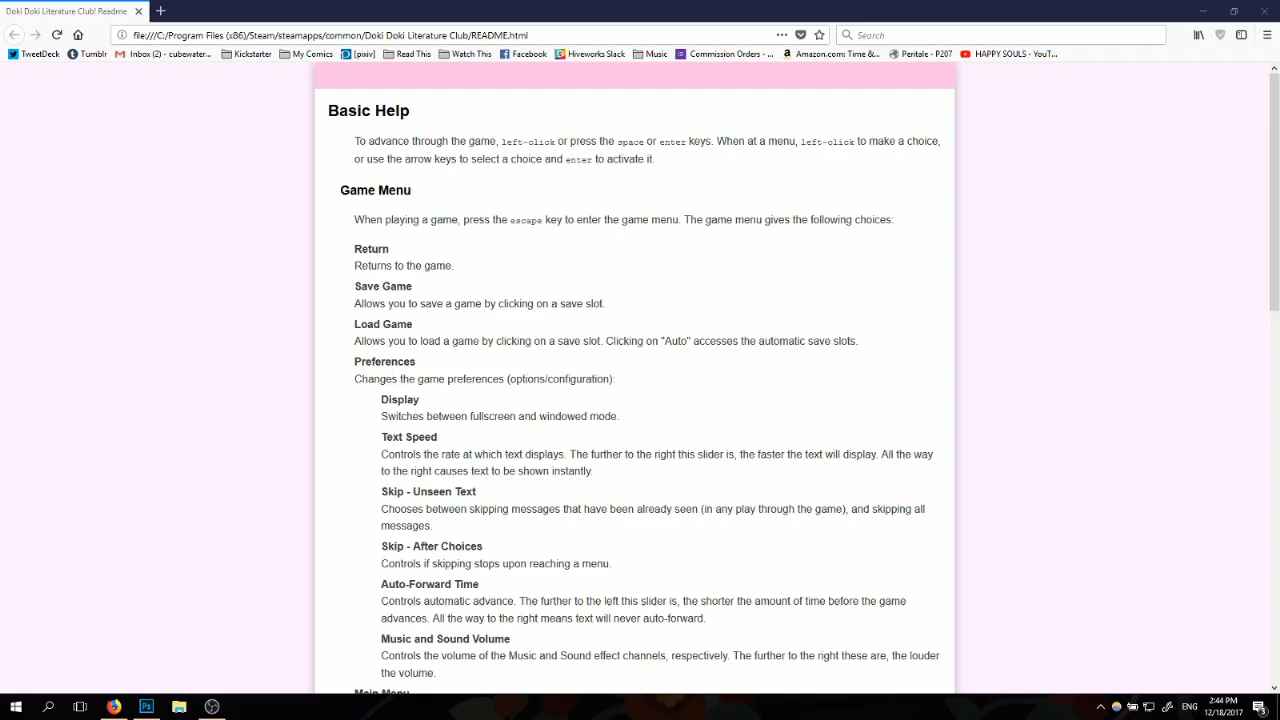 Doki Doki Literature Club! Readme
file:///C:/Program Files (x86)/Steam/steamapps/common/Doki Doki Literature Club/README.html
Search
TweetDeck Tumblr Inbox (2) - cubewater... Kickstarter My Comics [pixiv] Read This Watch This Facebook Hiveworks Slack Music Commission Orders - ... Amazon.com: Time &... Peritale - P207 HAPPY SOULS - YouT...
Basic Help
To advance through the game, left-click or press the space or enter keys. When at a menu, left-click to make a choice,
or use the arrow keys to select a choice and enter to activate it.
Game Menu
When playing a game, press the escape key to enter the game menu. The game menu gives the following choices:
Return
Returns to the game.
Save Game
Allows you to save a game by clicking on a save slot.
Load Game
Allows you to load a game by clicking on a save slot. Clicking on "Auto" accesses the automatic save slots.
Preferences
Changes the game preferences (options/configuration):
Display
Switches between fullscreen and windowed mode.
Text Speed
Controls the rate at which text displays. The further to the right this slider is, the faster the text will display. All the way
to the right causes text to be shown instantly.
Skip - Unseen Text
Chooses between skipping messages that have been already seen (in any play through the game), and skipping all
messages.
Skip - After Choices
Controls if skipping stops upon reaching a menu.
Auto-Forward Time
Controls automatic advance. The further to the left this slider is, the shorter the amount of time before the game
advances. All the way to the right means text will never auto-forward.
Music and Sound Volume
Controls the volume of the Music and Sound effect channels, respectively. The further to the right these are, the louder
the volume.
Main Menu
Ps
ENG
2:44 PM
12/18/2017
3